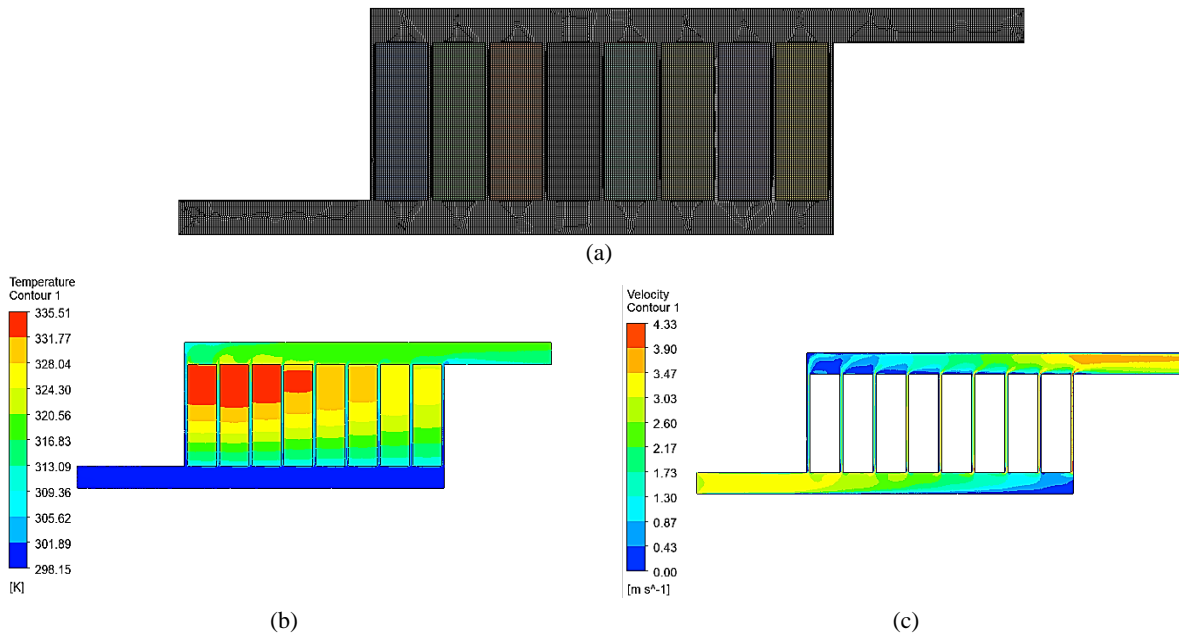 (a)
Temperature
Contour 1
335.51
331.77
328.04
324.30
320.56
316.83
313.09
309.36
305.62
301.89
298.15
[K]
(b)
Velocity
Contour 1
4.33
3.90
3.47
3.03
2.60
2.17
1.73
1.30
0.87
0.43
0.00
[m s^-1]
(c)